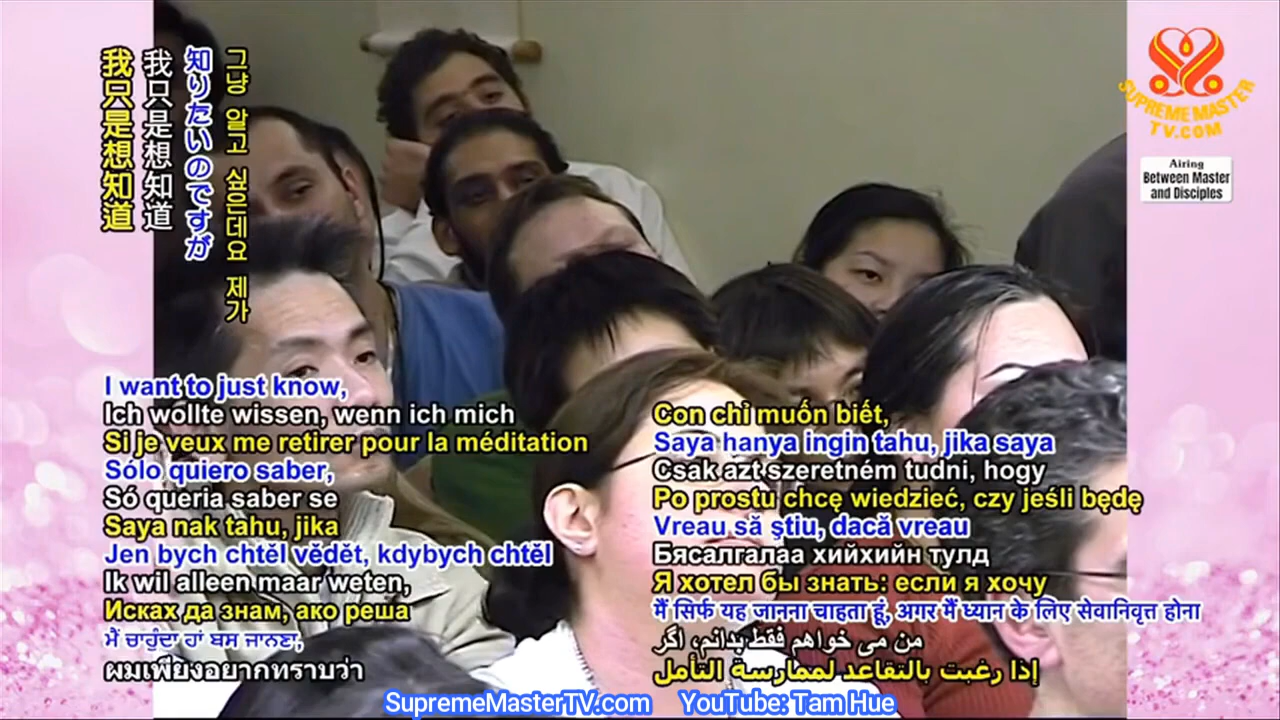 我只是想知道
我只是想知道
知りたいのですが
그냥 알고 싶은데요 제가
I want to just know,
Ich wollte wissen, wenn ich mich
Si je veux me retirer pour la méditation
Sólo quiero saber,
Só queria saber se
Saya nak tahu, jika
Jen bych chtěl vědět, kdybych chtěl
Ik wil alleen maar weten,
Исках да знам, ако реша
ਮੈਂ ਚਾਹੁੰਦਾ ਹਾਂ ਬਸ ਜਾਨਣਾ,
ผมเพียงอยากทราบว่า
Con chỉ muốn biết,
Saya hanya ingin tahu, jika saya
Csak azt szeretném tudni, hogy
Po prostu chcę wiedzieć, czy jeśli będę
Vreau să ştiu, dacă vreau
Бясалгалаа хийхийн тулд
Я хотел бы знать: если я хочу
मैं सिर्फ यह जानना चाहता हूं, अगर मैं ध्यान के लिए सेवानिवृत्त होना
من می خواهم فقط بدانم، اگر
إذا رغبت بالتقاعد لممارسة التأمل
SUPREME MASTER
TV.COM
Airing
Between Master
and Disciples
SupremeMasterTV.com YouTube: Tam Hue